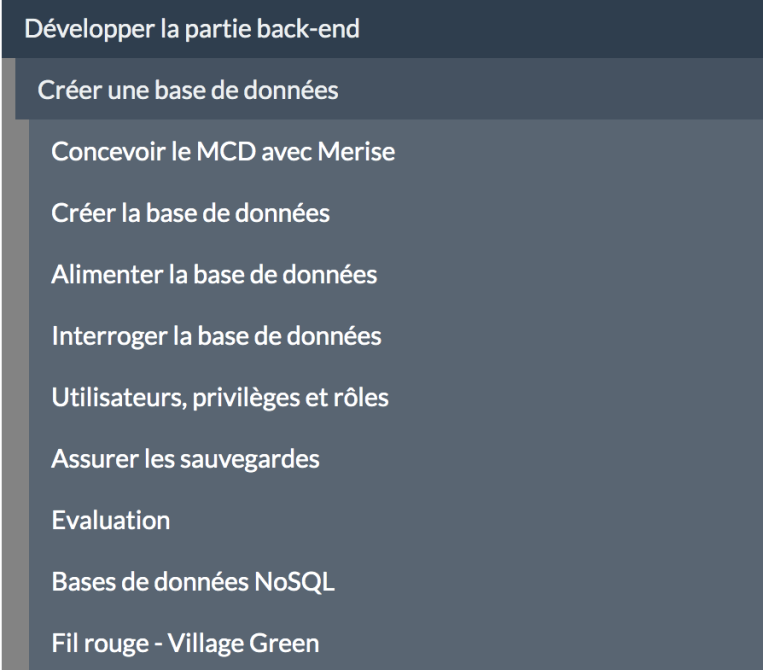 Développer la partie back-end
Créer une base de données
Concevoir le MCD avec Merise
Créer la base de données
Alimenter la base de données
Interroger la base de données
Utilisateurs, privilèges et rôles
Assurer les sauvegardes
Evaluation
Bases de données NoSQL
Fil rouge - Village Green